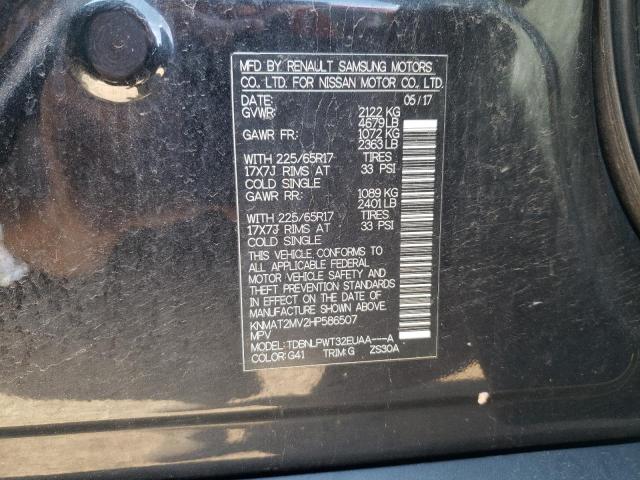 MFD BY RENAULT SAMSUNG MOTORS
CO., LTD. FOR NISSAN MOTOR CO., LTD.
DATE: 05/17
GVWR: 2122 KG
4679 LB
GAWR FR: 1072 KG
2363 LB
WITH 225/65R17 TIRES
17X7J RIMS AT 33 PSI
COLD SINGLE
GAWR RR: 1089 KG
2401 LB
WITH 225/65R17 TIRES
17X7J RIMS AT 33 PSI
COLD SINGLE
THIS VEHICLE CONFORMS TO
ALL APPLICABLE FEDERAL
MOTOR VEHICLE SAFETY AND
THEFT PREVENTION STANDARDS
IN EFFECT ON THE DATE OF
MANUFACTURE SHOWN ABOVE.
KNMAT2MV2HP586507
MPV
MODEL: TDBNLPWT32EUAA----A
COLOR: G41 TRIM: G ZS30A